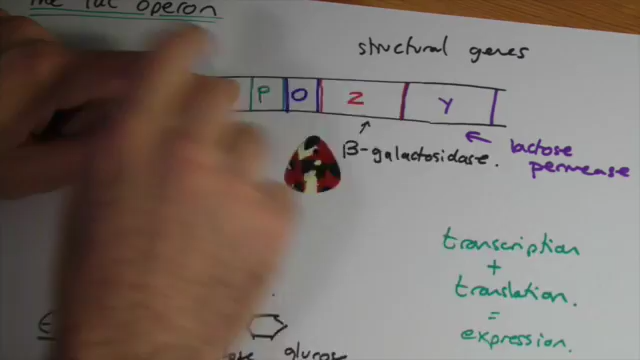 The lac operon
structural genes
P O Z Y
β-galactosidase.
lactose
permease
transcription
+
translation.
=
expression.
glucose